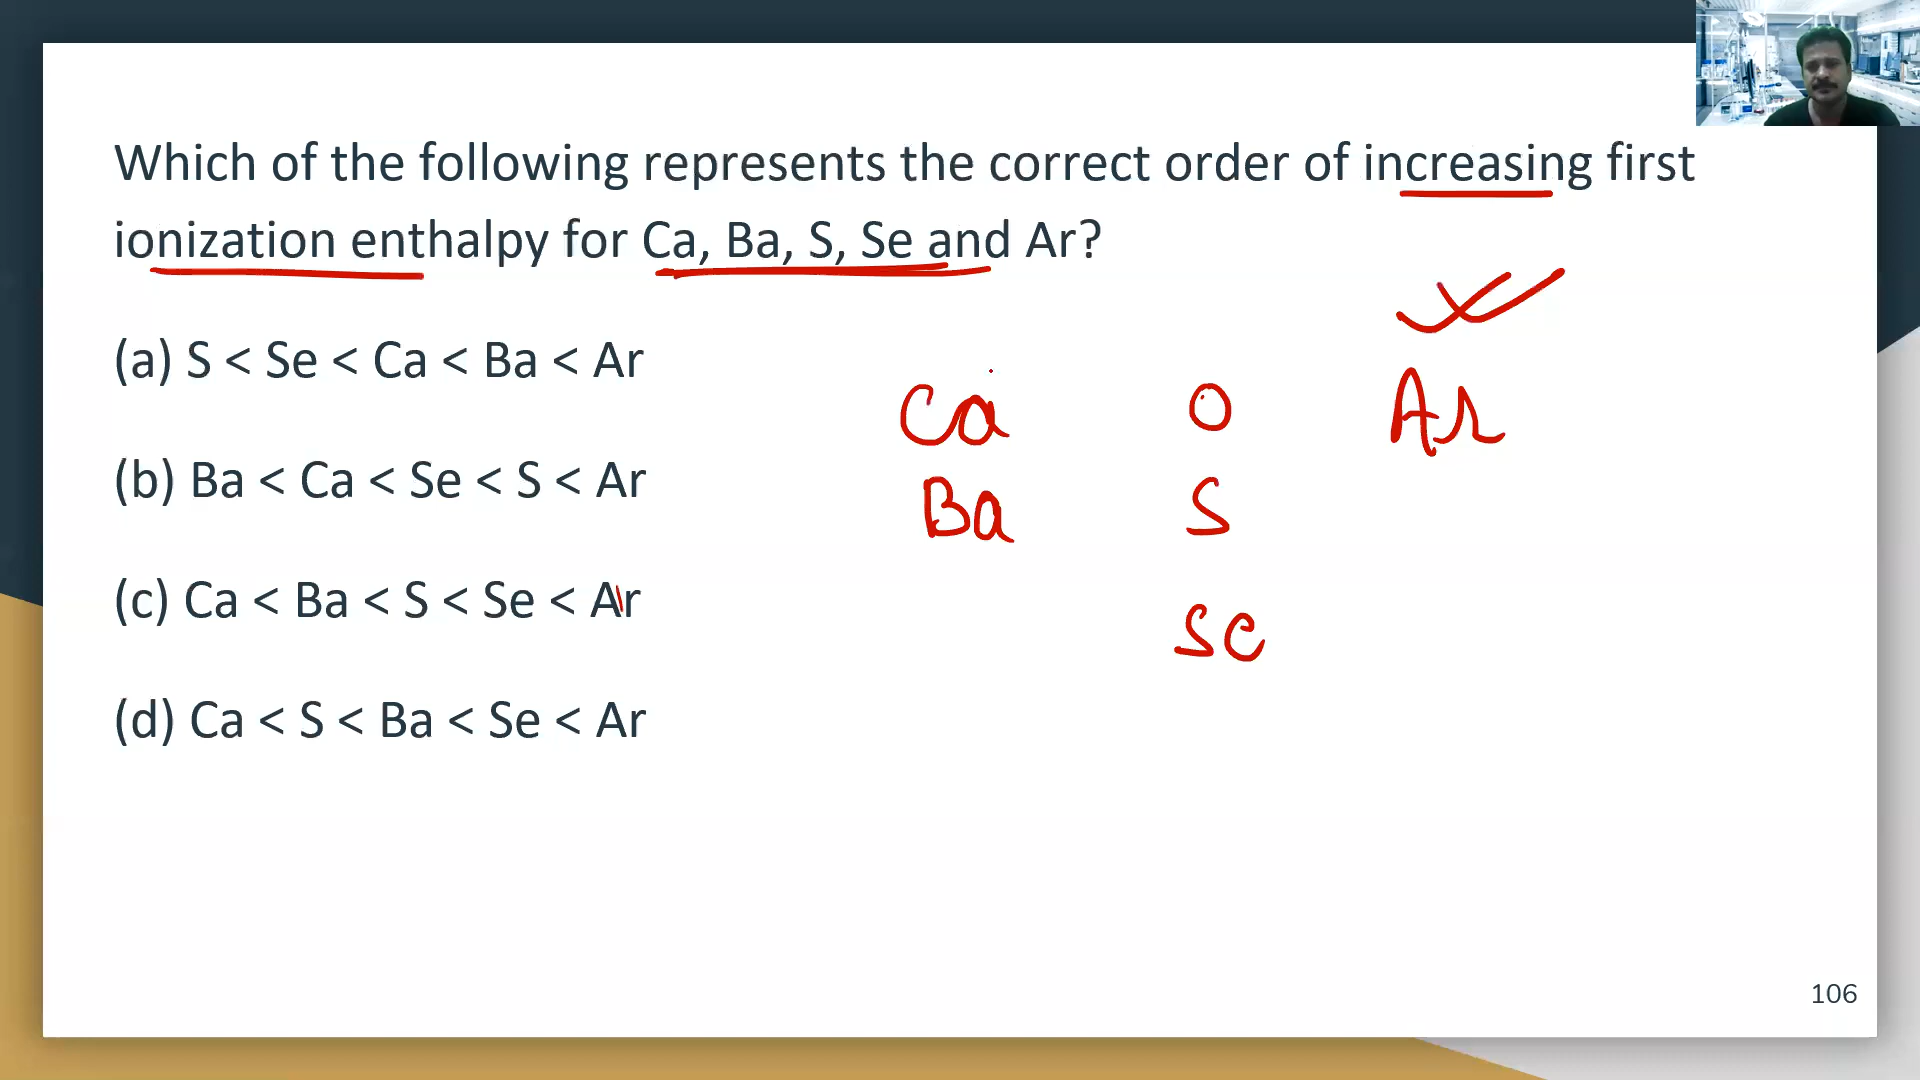 Which of the following represents the correct order of increasing first
ionization enthalpy for Ca, Ba, S, Se and Ar?
(a) S < Se < Ca < Ba < Ar
(b) Ba < Ca < Se < S < Ar
(c) Ca < Ba < S < Se < Ar
(d) Ca < S < Ba < Se < Ar
Ca O Ar
Ba S
Se
106